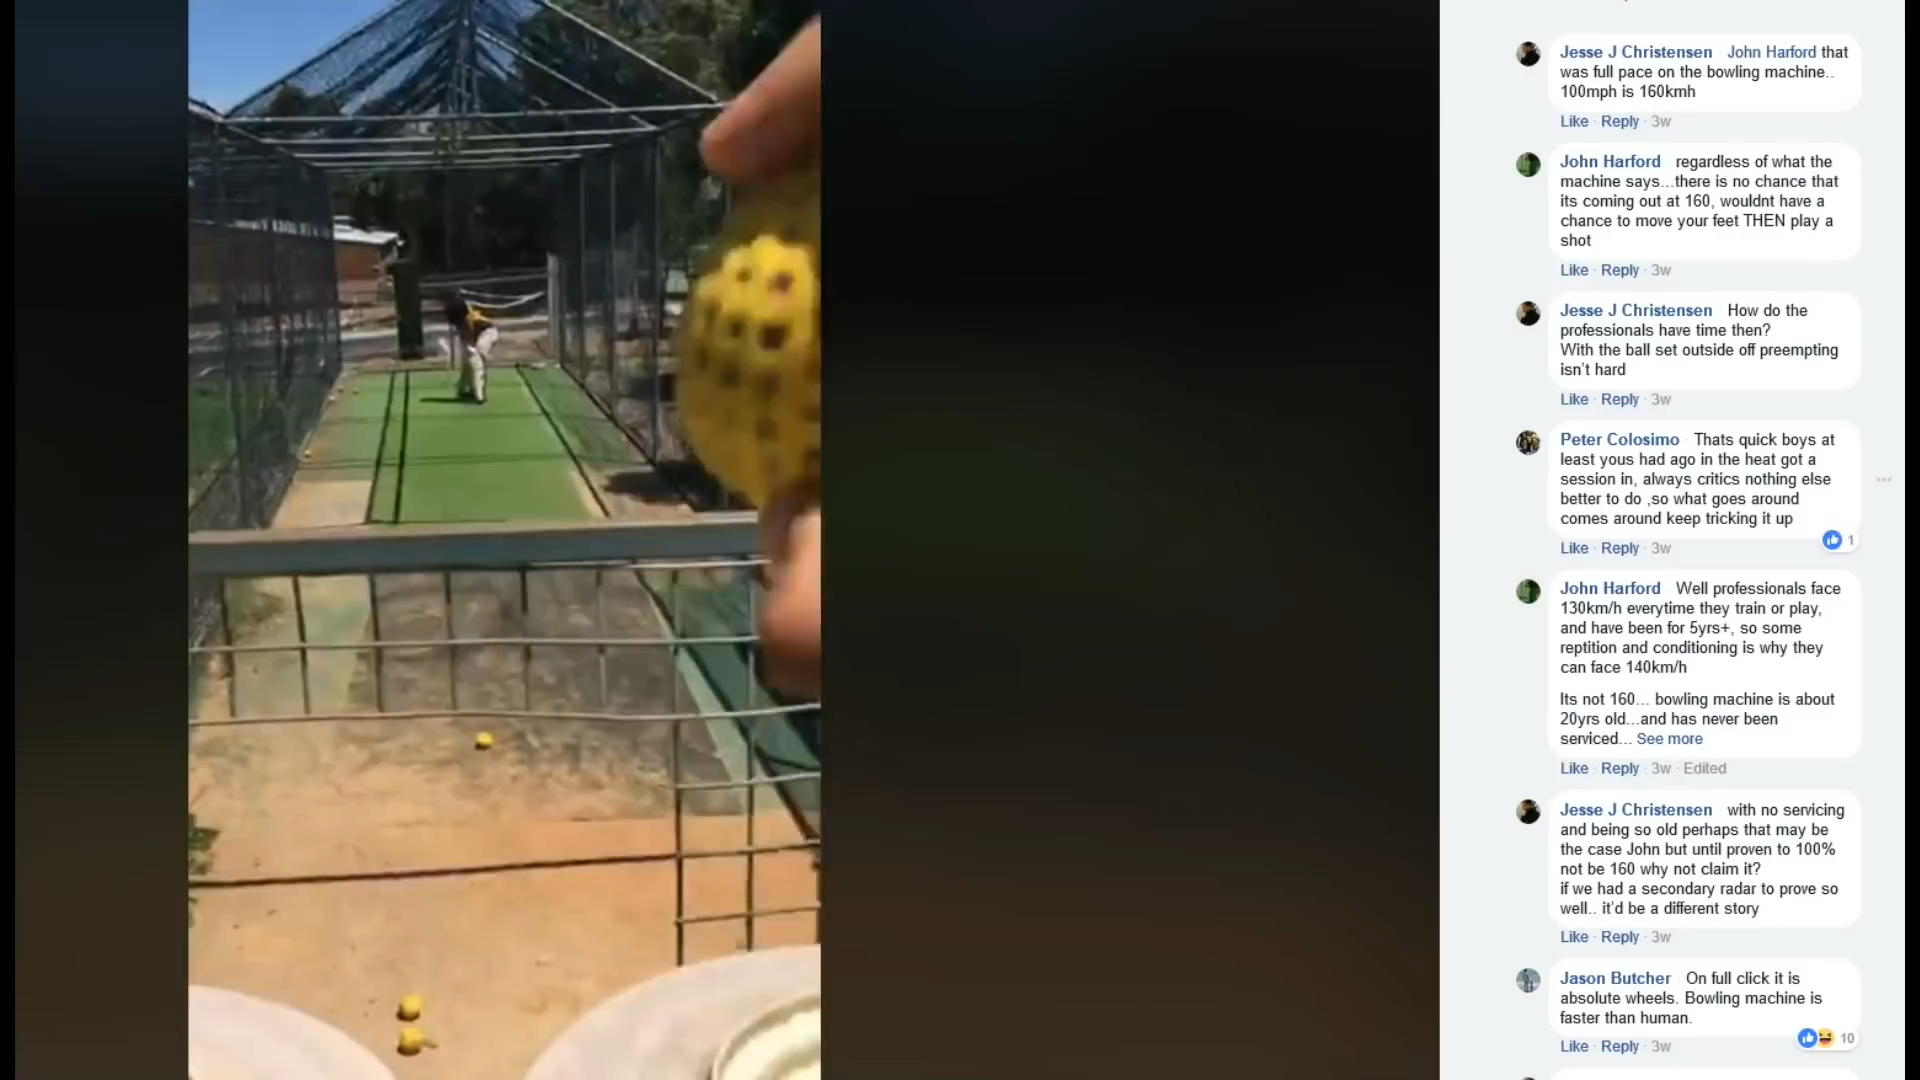 Jesse J Christensen John Harford that
was full pace on the bowling machine..
100mph is 160kmh
Like · Reply · 3w
John Harford regardless of what the
machine says...there is no chance that
its coming out at 160, wouldnt have a
chance to move your feet THEN play a
shot
Like · Reply · 3w
Jesse J Christensen How do the
professionals have time then?
With the ball set outside off preempting
isn't hard
Like · Reply · 3w
Peter Colosimo Thats quick boys at
least yous had ago in the heat got a
session in, always critics nothing else
better to do ,so what goes around
comes around keep tricking it up
1
Like · Reply · 3w
John Harford Well professionals face
130km/h everytime they train or play,
and have been for 5yrs+, so some
reptition and conditioning is why they
can face 140km/h
Its not 160... bowling machine is about
20yrs old...and has never been
serviced... See more
Like · Reply · 3w · Edited
Jesse J Christensen with no servicing
and being so old perhaps that may be
the case John but until proven to 100%
not be 160 why not claim it?
if we had a secondary radar to prove so
well.. it'd be a different story
Like · Reply · 3w
Jason Butcher On full click it is
absolute wheels. Bowling machine is
faster than human.
10
Like · Reply · 3w